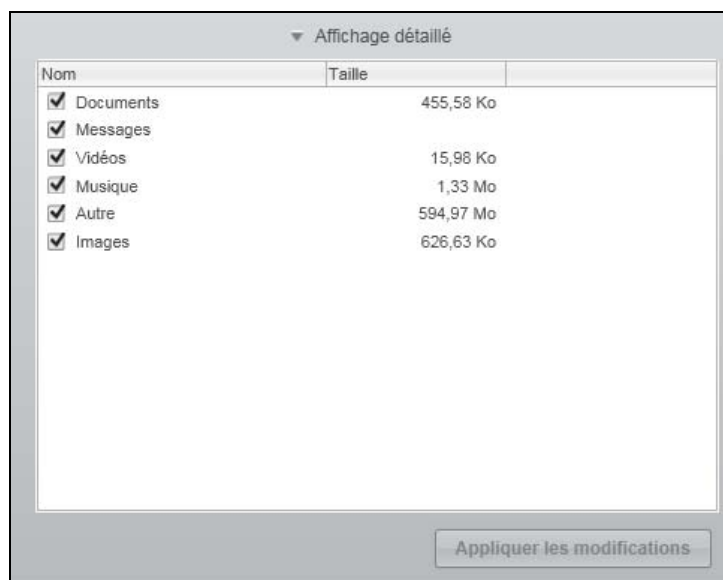 Affichage détaillé
Nom Taille
Documents 455,58 Ko
Messages
Vidéos 15,98 Ko
Musique 1,33 Mo
Autre 594,97 Mo
Images 626,63 Ko
Appliquer les modifications